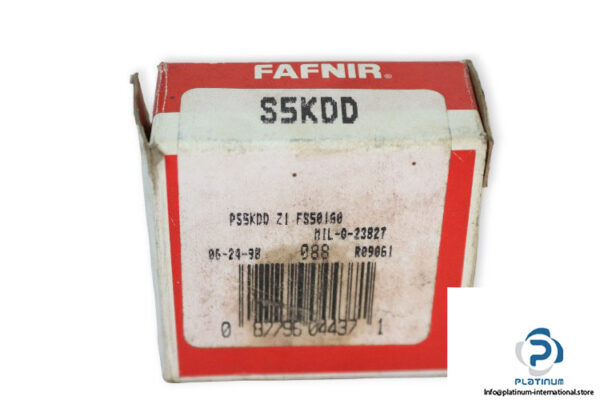 FAFNIR®
S5KDD
PS5KDD Z1 FS50160
MIL-G-23827
06-24-98 088 R09061
0 87796 04437 1
PLATINUM
info@platinum-international.store